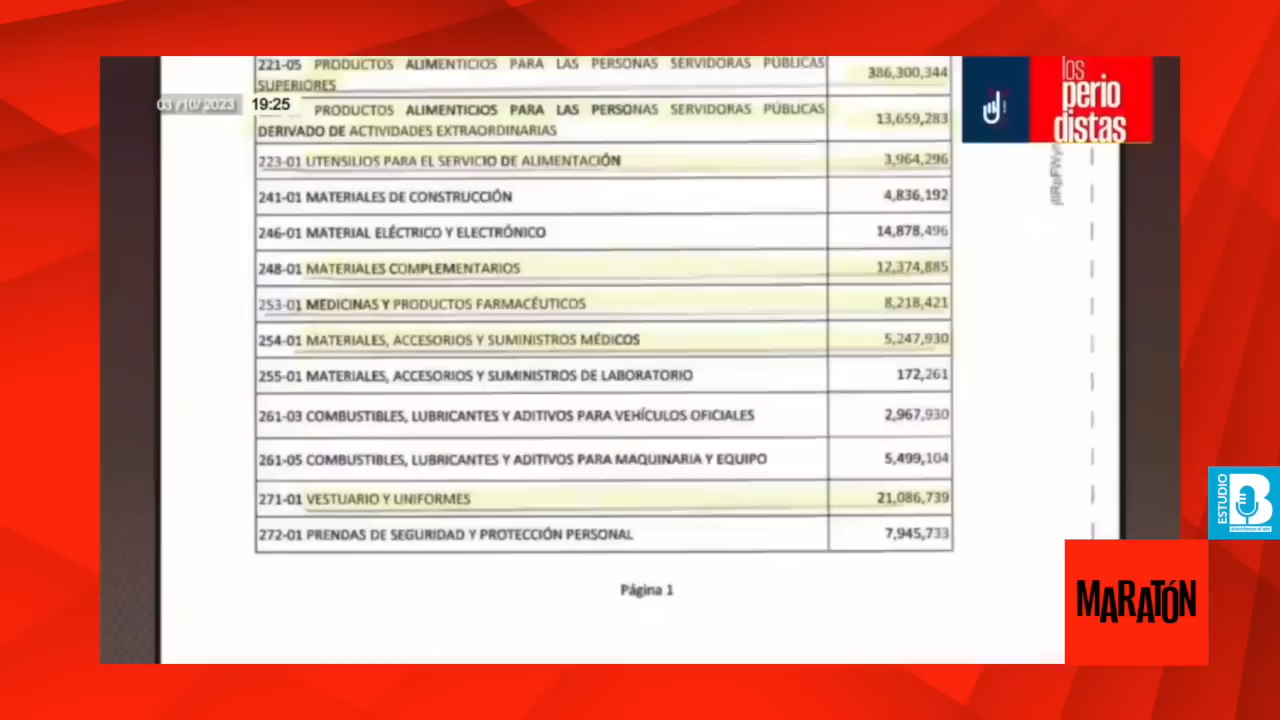 221-05 PRODUCTOS ALIMENTICIOS PARA LAS PERSONAS SERVIDORAS PÚBLICAS
SUPERIORES 386,300,344
03 /10/ 2023 19:25
PRODUCTOS ALIMENTICIOS PARA LAS PERSONAS SERVIDORAS PÚBLICAS
DERIVADO DE ACTIVIDADES EXTRAORDINARIAS 13,659,283
223-01 UTENSILIOS PARA EL SERVICIO DE ALIMENTACIÓN 3,964,296
241-01 MATERIALES DE CONSTRUCCIÓN 4,836,192
246-01 MATERIAL ELÉCTRICO Y ELECTRÓNICO 14,878,496
248-01 MATERIALES COMPLEMENTARIOS 12,374,885
253-01 MEDICINAS Y PRODUCTOS FARMACÉUTICOS 8,218,421
254-01 MATERIALES, ACCESORIOS Y SUMINISTROS MÉDICOS 5,247,930
255-01 MATERIALES, ACCESORIOS Y SUMINISTROS DE LABORATORIO 172,261
261-03 COMBUSTIBLES, LUBRICANTES Y ADITIVOS PARA VEHÍCULOS OFICIALES 2,967,930
261-05 COMBUSTIBLES, LUBRICANTES Y ADITIVOS PARA MAQUINARIA Y EQUIPO 5,499,104
271-01 VESTUARIO Y UNIFORMES 21,086,739
272-01 PRENDAS DE SEGURIDAD Y PROTECCIÓN PERSONAL 7,945,733
Página 1
los
perio
distas
ESTUDIO
B
MARATÓN